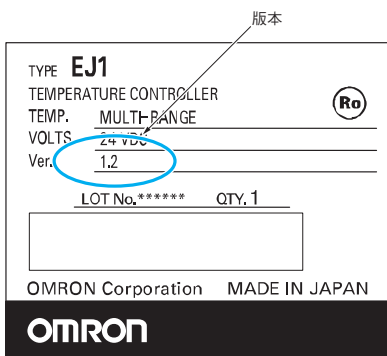 版本
TYPE EJ1
TEMPERATURE CONTROLLER
TEMP. MULTI-RANGE
VOLTS 24 VDC
Ver. 1.2
Ro
LOT No.****** QTY. 1
OMRON Corporation MADE IN JAPAN
OMRON